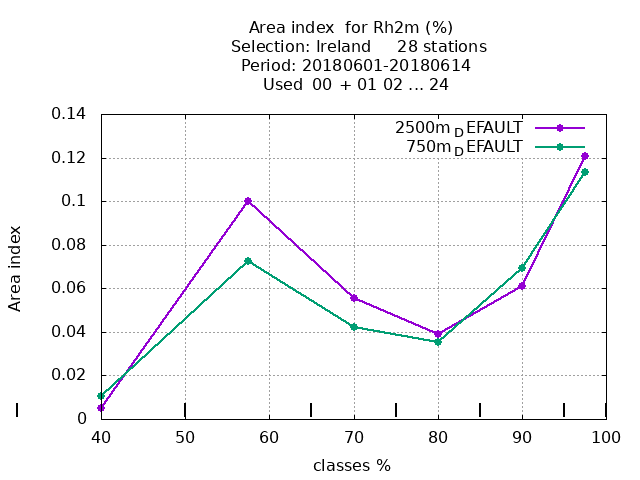 Area index  for Rh2m (%)
Selection: Ireland     28 stations
Period: 20180601-20180614
Used  00 + 01 02 ... 24
0.14
2500m_DEFAULT
750m_DEFAULT
0.12
0.1
0.08
Area index
0.06
0.04
0.02
0
40 50 60 70 80 90 100
classes %